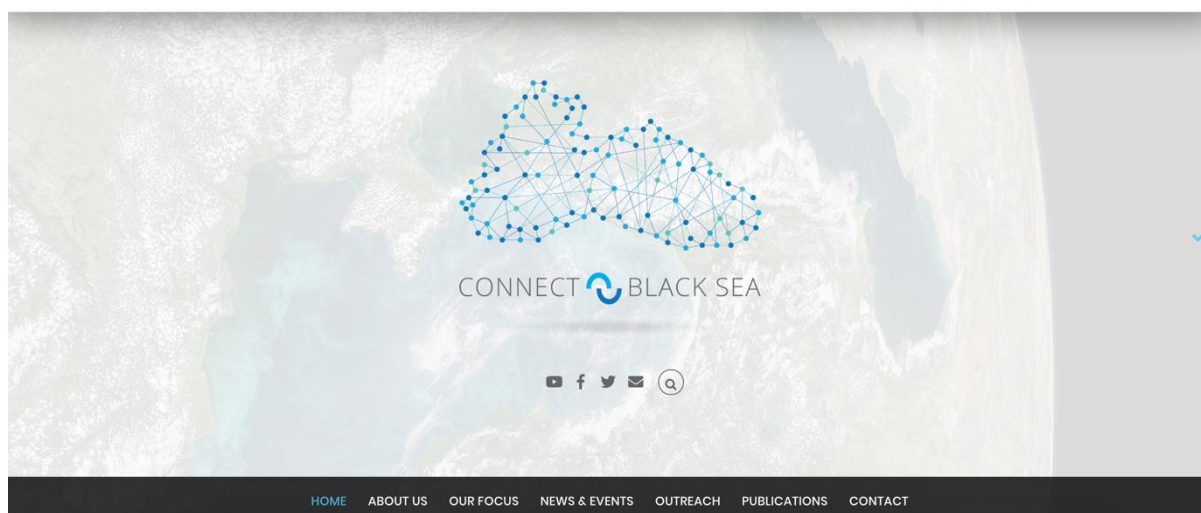 CONNECT BLACK SEA
HOME ABOUT US OUR FOCUS NEWS & EVENTS OUTREACH PUBLICATIONS CONTACT